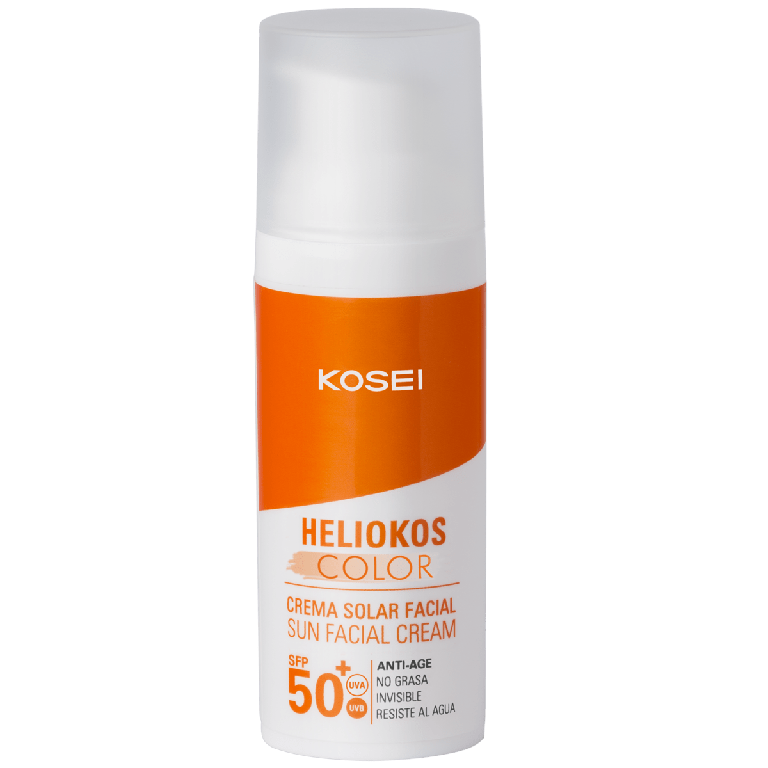 KOSEI
HELIOKOS
COLOR
CREMA SOLAR FACIAL
SUN FACIAL CREAM
SFP
50+
UVA
UVB
ANTI-AGE
NO GRASA
INVISIBLE
RESISTE AL AGUA